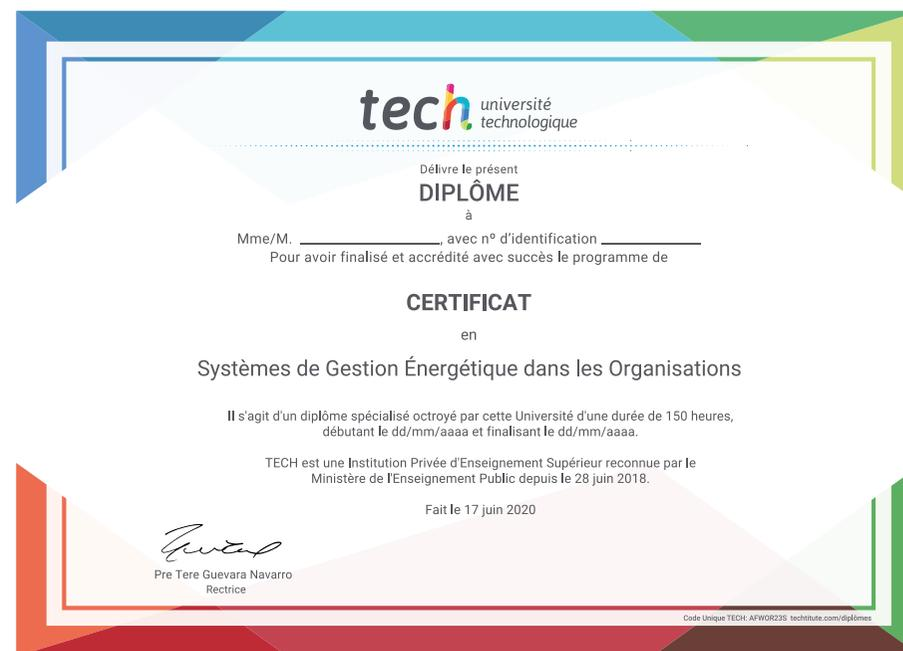 tech université
technologique
Délivre le présent
DIPLÔME
à
Mme/M. ____________________, avec nº d'identification ______________
Pour avoir finalisé et accrédité avec succès le programme de
CERTIFICAT
en
Systèmes de Gestion Énergétique dans les Organisations
Il s'agit d'un diplôme spécialisé octroyé par cette Université d'une durée de 150 heures,
débutant le dd/mm/aaaa et finalisant le dd/mm/aaaa.
TECH est une Institution Privée d'Enseignement Supérieur reconnue par le
Ministère de l'Enseignement Public depuis le 28 juin 2018.
Fait le 17 juin 2020
Pre Tere Guevara Navarro
Rectrice
Code Unique TECH: AFWOR23S techtitute.com/diplômes